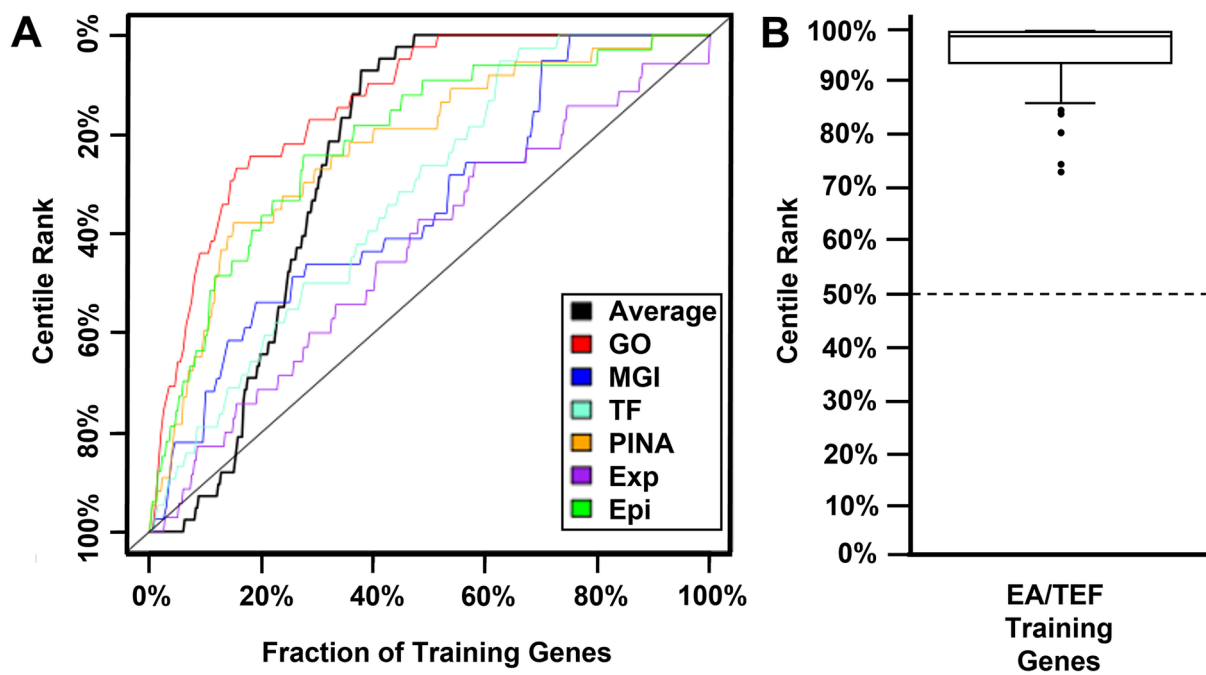 A
0%
20%
40%
60%
80%
100%
Centile Rank
0%
20%
40%
60%
80%
100%
Fraction of Training Genes
Average
GO
MGI
TF
PINA
Exp
Epi
B
100%
90%
80%
70%
60%
50%
40%
30%
20%
10%
0%
Centile Rank
EA/TEF
Training
Genes